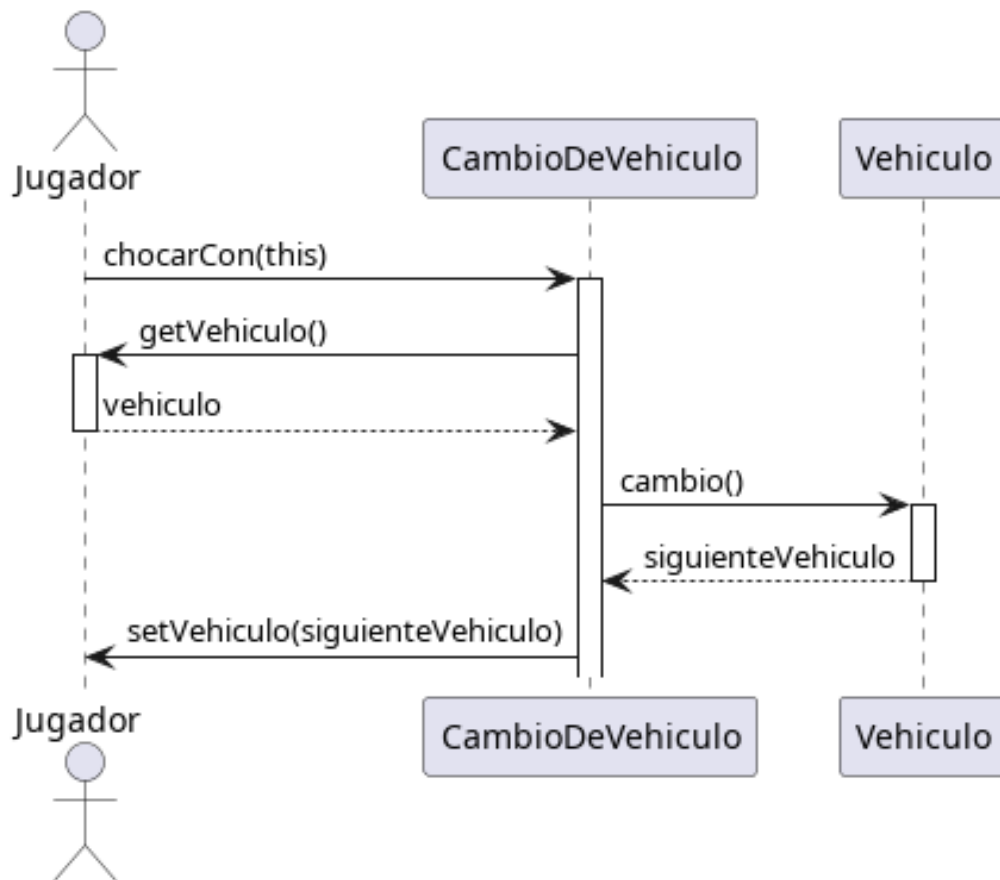 Jugador
CambioDeVehiculo
Vehiculo
chocarCon(this)
getVehiculo()
vehiculo
cambio()
siguienteVehiculo
setVehiculo(siguienteVehiculo)
Jugador
CambioDeVehiculo
Vehiculo